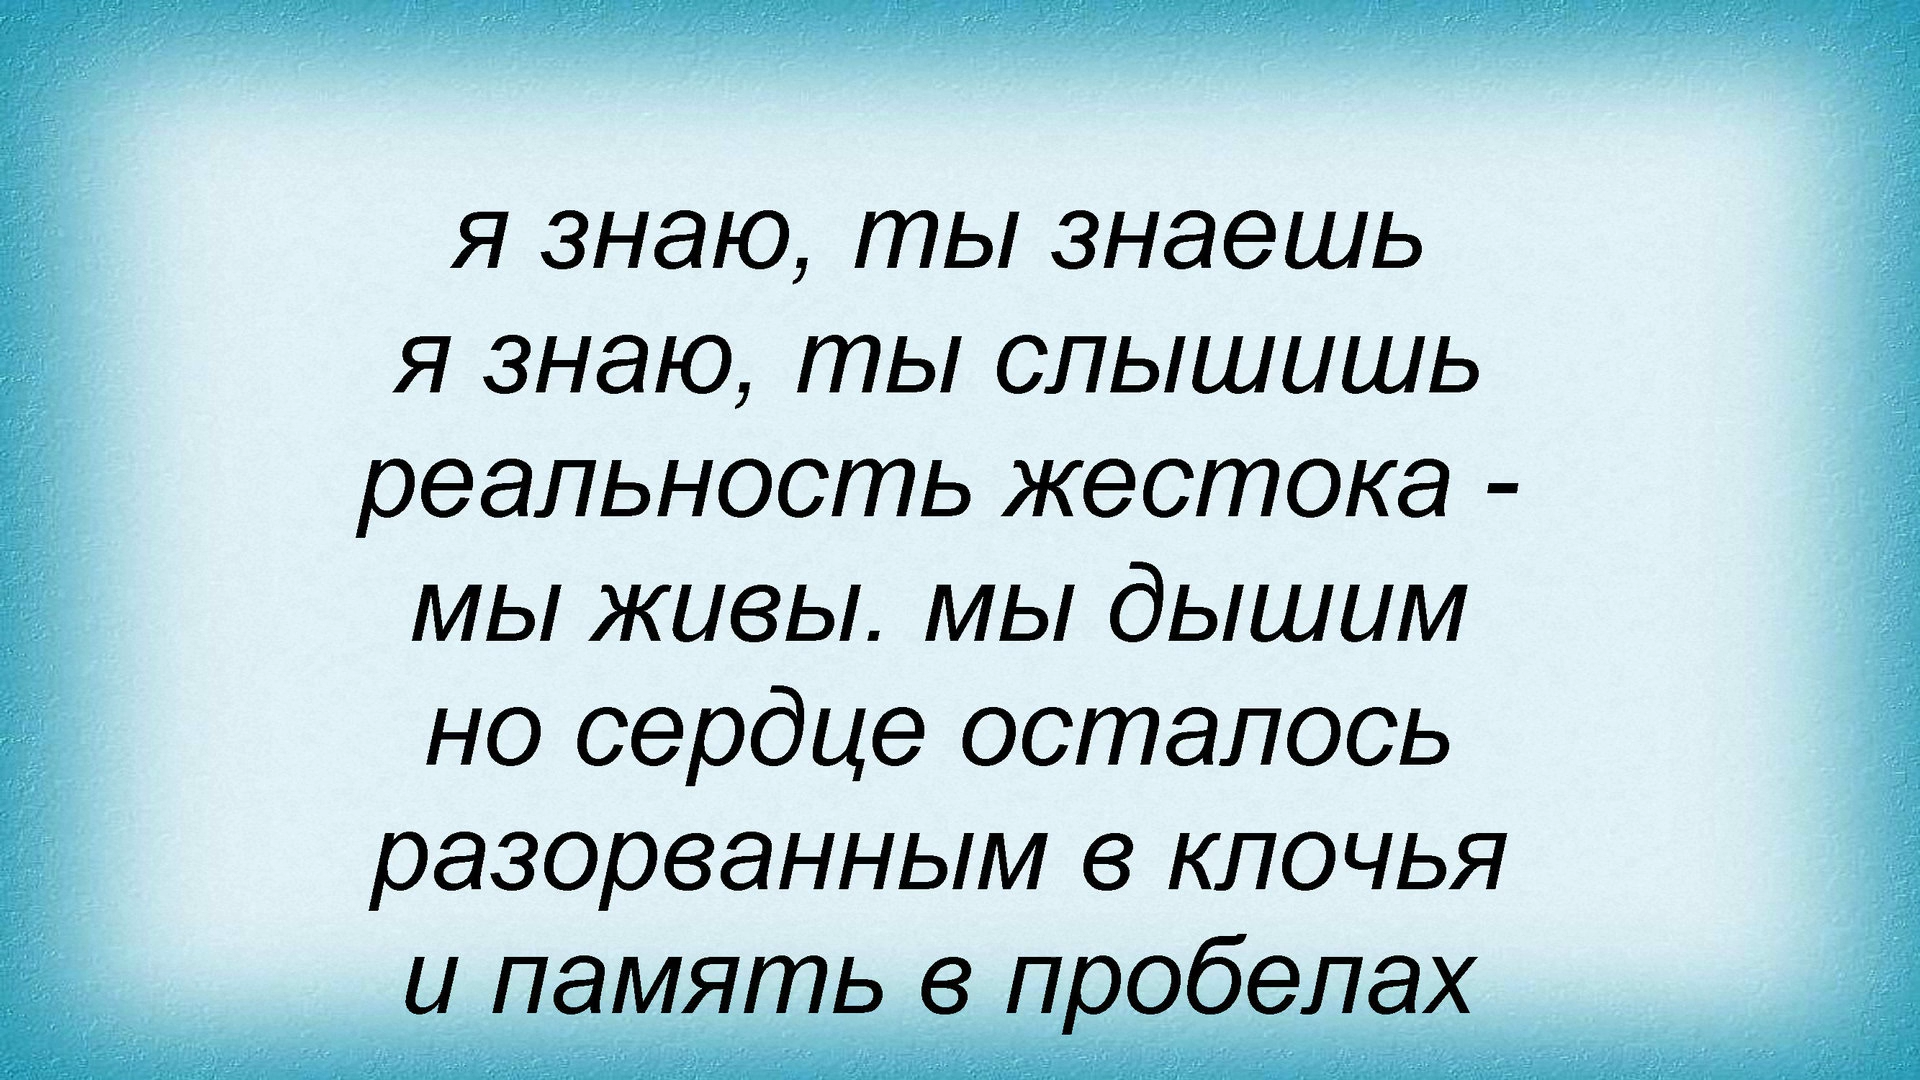 я знаю, ты знаешь
я знаю, ты слышишь
реальность жестока -
мы живы. мы дышим
но сердце осталось
разорванным в клочья
и память в пробелах